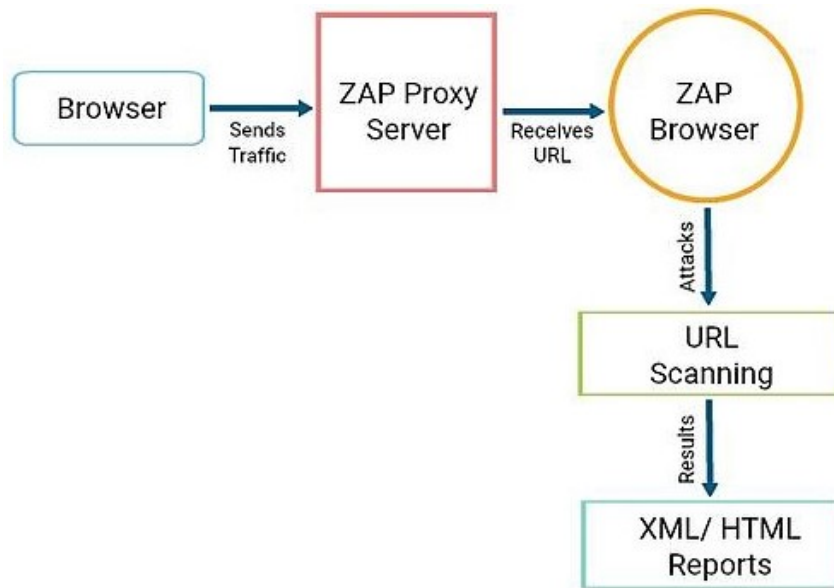 Browser
Sends
Traffic
ZAP Proxy
Server
Receives
URL
ZAP
Browser
Attacks
URL
Scanning
Results
XML/ HTML
Reports